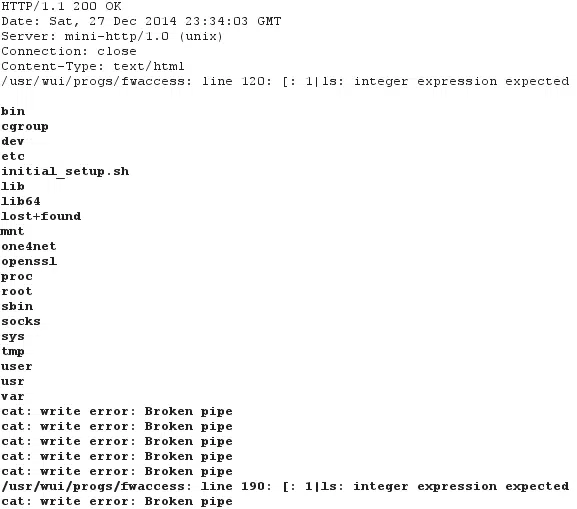 HTTP/1.1 200 OK
Date: Sat, 27 Dec 2014 23:34:03 GMT
Server: mini-http/1.0 (unix)
Connection: close
Content-Type: text/html
/usr/wui/progs/fwaccess: line 120: [: 1|ls: integer expression expected
bin
cgroup
dev
etc
initial_setup.sh
lib
lib64
lost+found
mnt
one4net
openssl
proc
root
sbin
socks
sys
tmp
user
usr
var
cat: write error: Broken pipe
cat: write error: Broken pipe
cat: write error: Broken pipe
cat: write error: Broken pipe
cat: write error: Broken pipe
/usr/wui/progs/fwaccess: line 190: [: 1|ls: integer expression expected
cat: write error: Broken pipe